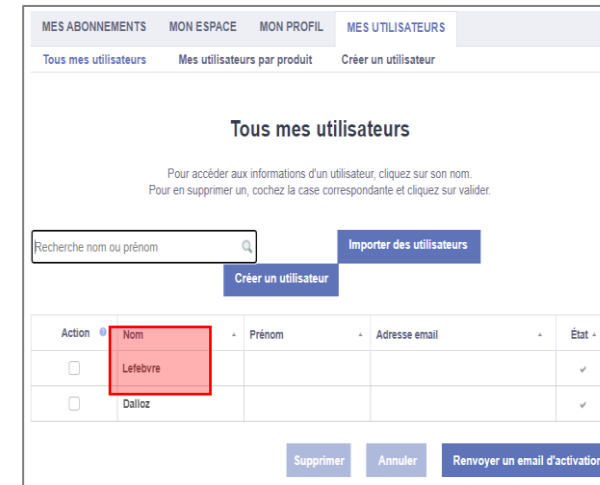 MES ABONNEMENTS MON ESPACE MON PROFIL MES UTILISATEURS
Tous mes utilisateurs Mes utilisateurs par produit Créer un utilisateur
Tous mes utilisateurs
Pour accéder aux informations d'un utilisateur, cliquez sur son nom.
Pour en supprimer un, cochez la case correspondante et cliquez sur valider.
Recherche nom ou prénom Importer des utilisateurs
Créer un utilisateur
Action Nom Prénom Adresse email État
Lefebvre
Dalloz
Supprimer Annuler Renvoyer un email d'activation